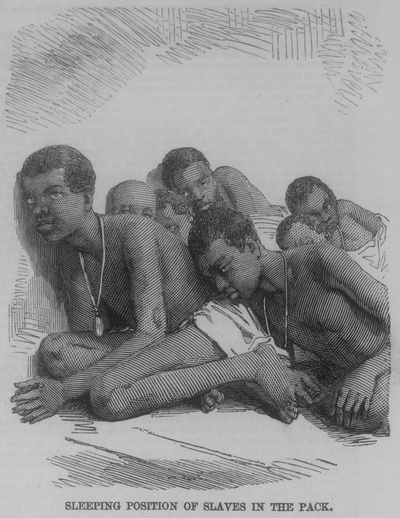 SLEEPING POSITION OF SLAVES IN THE PACK.